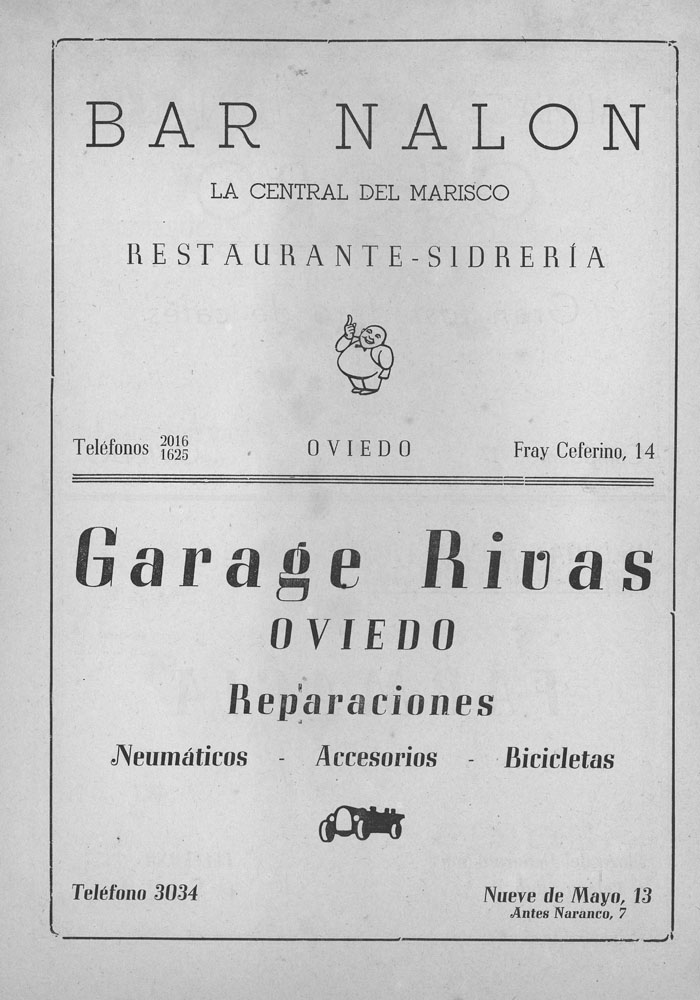 BAR NALON
LA CENTRAL DEL MARISCO
RESTAURANTE-SIDRERÍA
Teléfonos 2016 1625
OVIEDO
Fray Ceferino, 14
Garage Rivas
OVIEDO
Reparaciones
Neumáticos - Accesorios - Bicicletas
Teléfono 3034
Nueve de Mayo, 13
Antes Naranco, 7